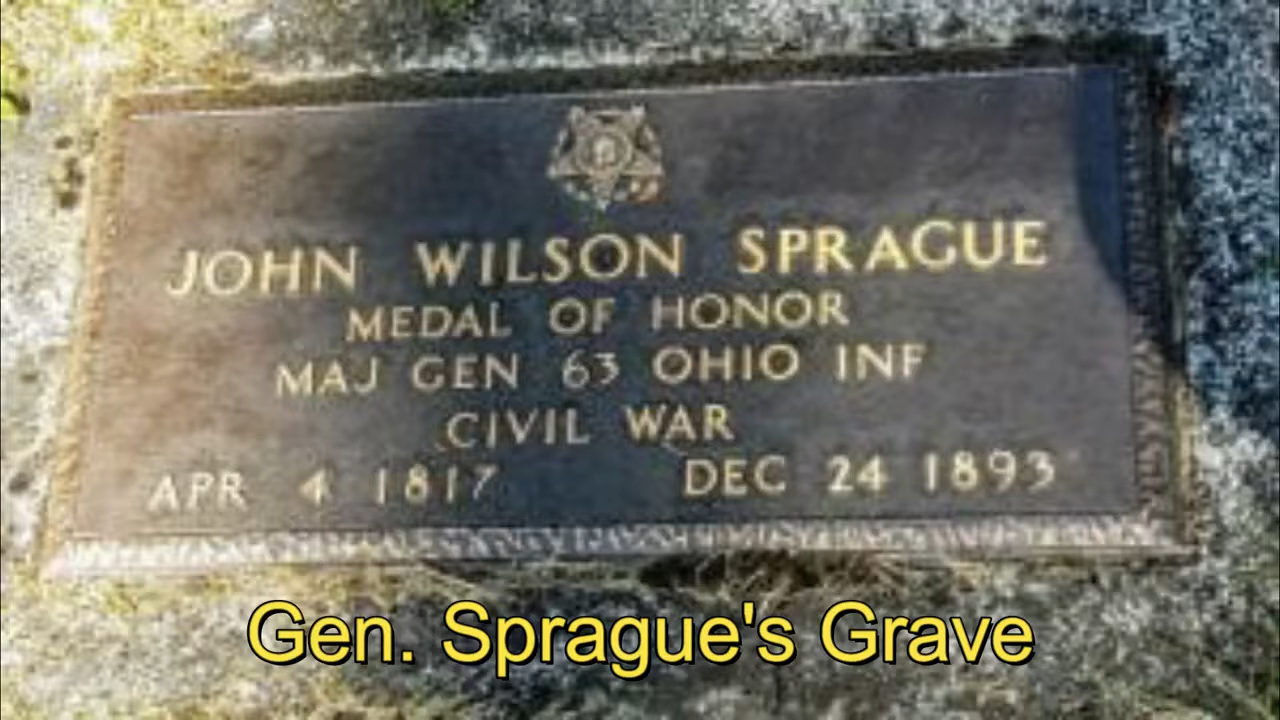 JOHN WILSON SPRAGUE
MEDAL OF HONOR
MAJ GEN 63 OHIO INF
CIVIL WAR
APR 4 1817 DEC 24 1893
Gen. Sprague's Grave